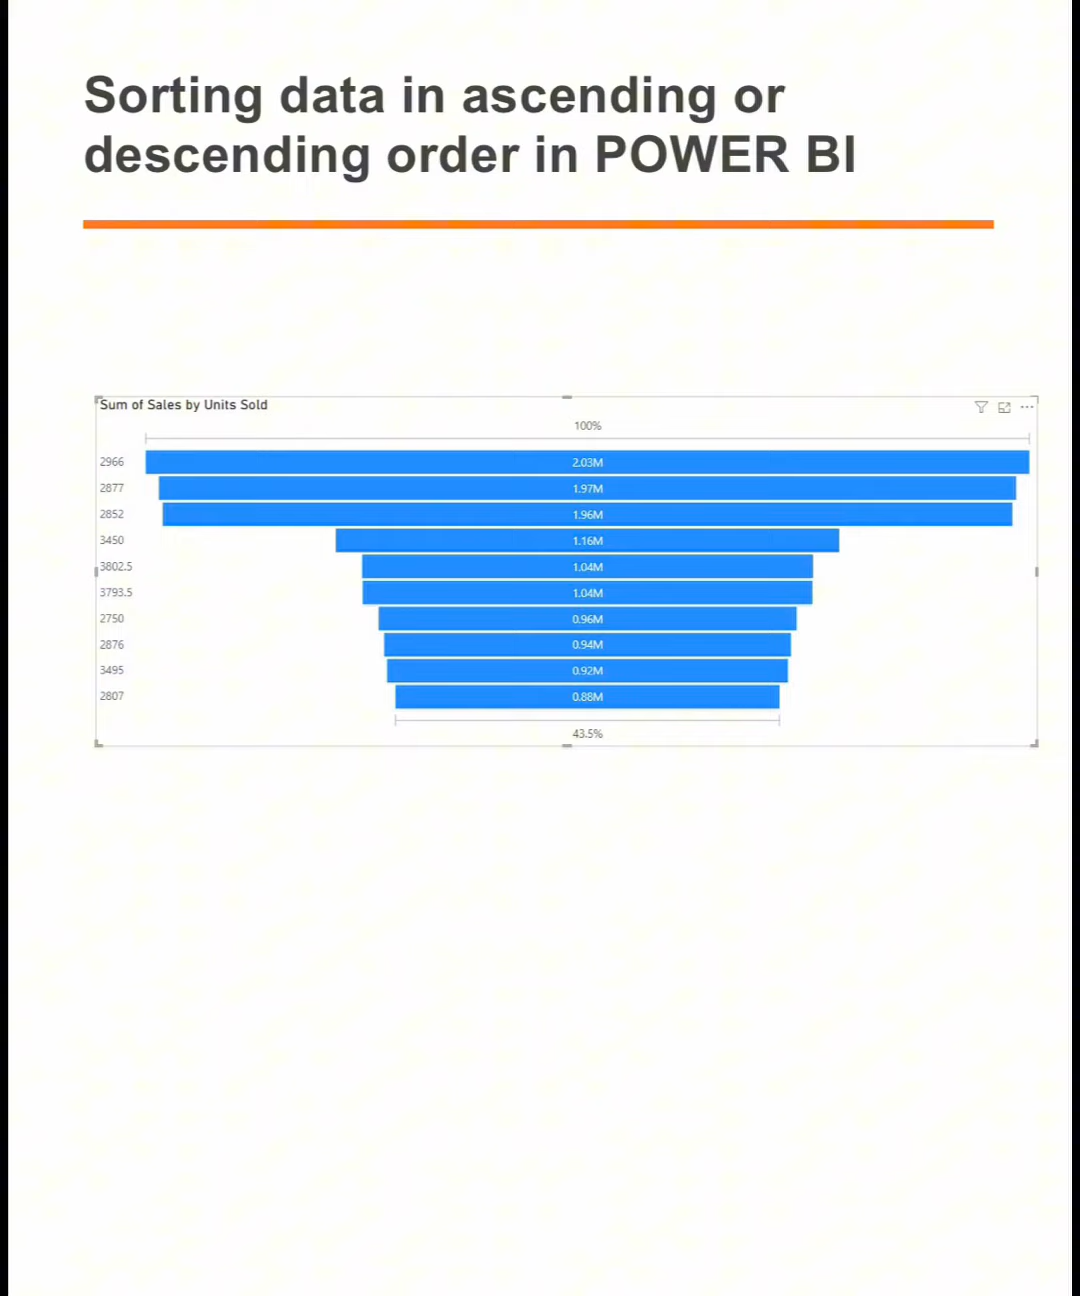 Sorting data in ascending or
descending order in POWER BI
Sum of Sales by Units Sold
100%
2966 2.03M
2877 1.97M
2852 1.96M
3450 1.16M
3802.5 1.04M
3793.5 1.04M
2750 0.96M
2876 0.94M
3495 0.92M
2807 0.88M
43.5%